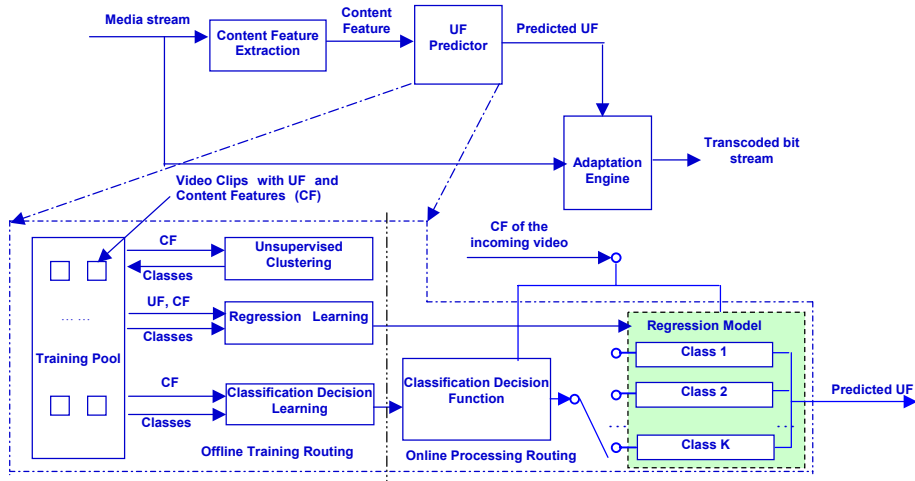 Media stream
Content Feature
Extraction
Content
Feature
UF
Predictor
Predicted UF
Adaptation
Engine
Transcoded bit
stream
Video Clips with UF and
Content Features (CF)
CF of the
incoming video
CF
Unsupervised
Clustering
Classes
UF, CF
Regression Learning
Classes
... ...
Training Pool
CF
Classification Decision
Learning
Classes
Offline Training Routing
Classification Decision
Function
Online Processing Routing
Regression Model
Class 1
Class 2
...
...
Class K
Predicted UF